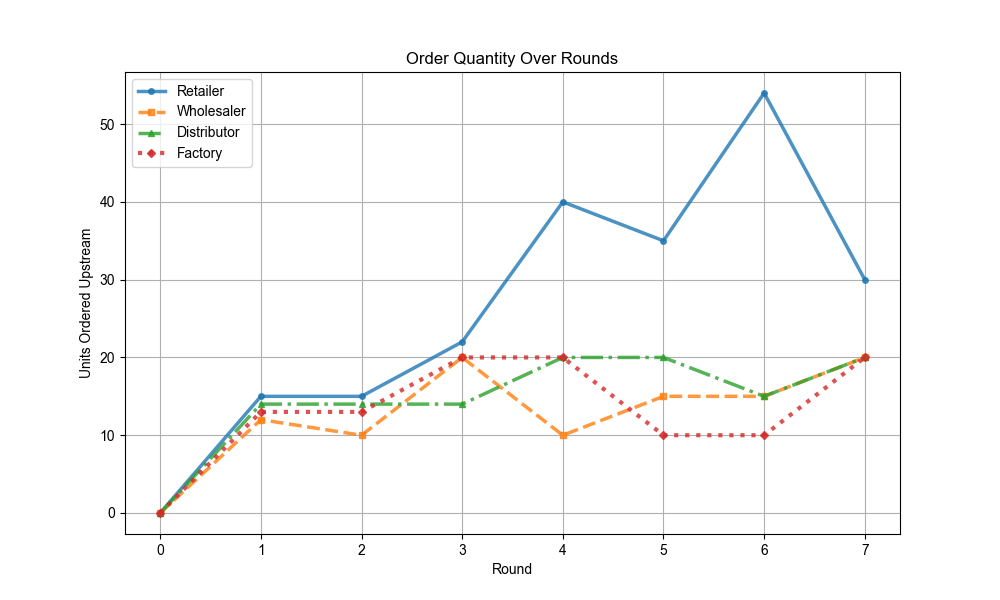 Order Quantity Over Rounds
Retailer
Wholesaler
Distributor
Factory
Units Ordered Upstream
50
40
30
20
10
0
0 1 2 3 4 5 6 7
Round